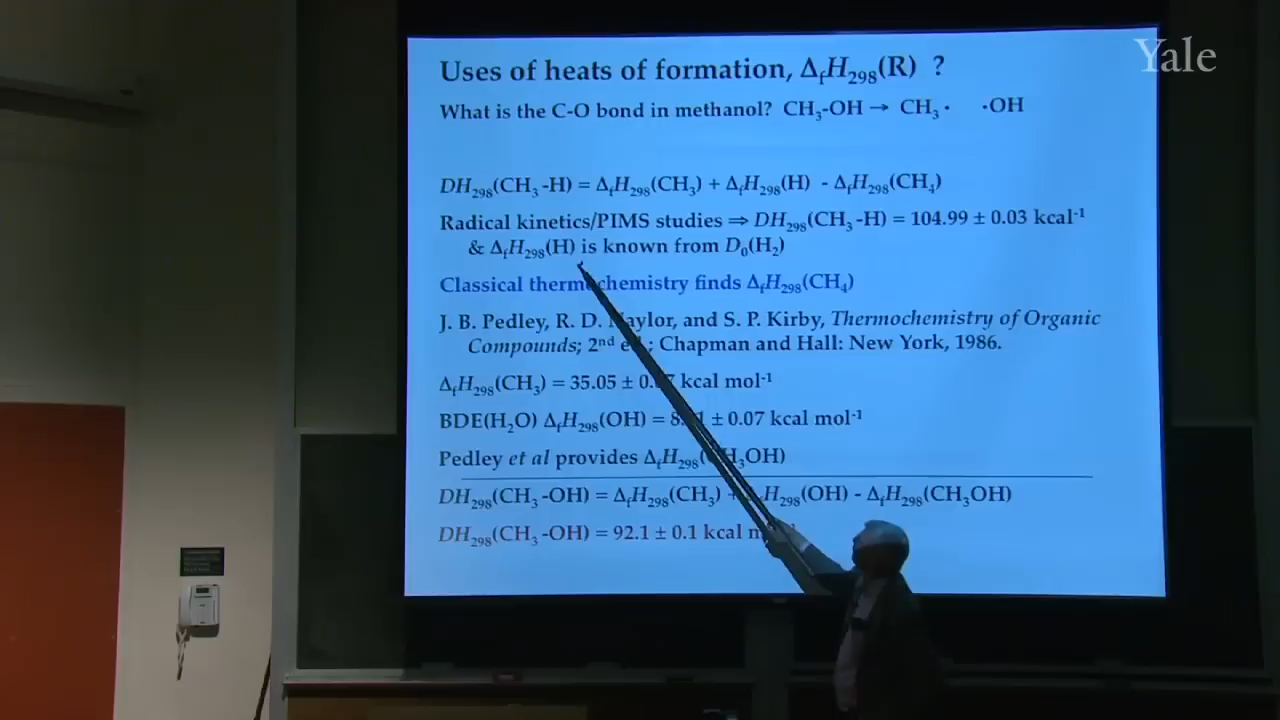 Yale
Uses of heats of formation, ΔfH298(R) ?
What is the C-O bond in methanol? CH3-OH → CH3· ·OH
DH298(CH3-H) = ΔfH298(CH3) + ΔfH298(H) - ΔfH298(CH4)
Radical kinetics/PIMS studies ⇒ DH298(CH3-H) = 104.99 ± 0.03 kcal-1
& ΔfH298(H) is known from D0(H2)
Classical thermochemistry finds ΔfH298(CH4)
J. B. Pedley, R. D. Naylor, and S. P. Kirby, Thermochemistry of Organic
Compounds; 2nd ed.; Chapman and Hall: New York, 1986.
ΔfH298(CH3) = 35.05 ± kcal mol-1
BDE(H2O) ΔfH298(OH) = ± 0.07 kcal mol-1
Pedley et al provides ΔfH298(CH3OH)
DH298(CH3-OH) = ΔfH298(CH3) + ΔfH298(OH) - ΔfH298(CH3OH)
DH298(CH3-OH) = 92.1 ± 0.1 kcal